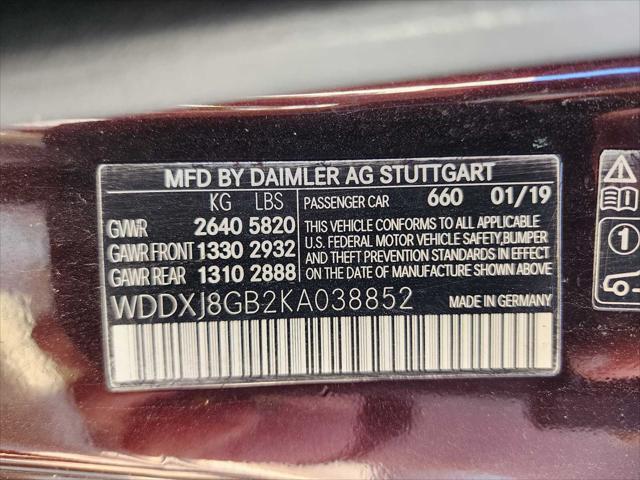 MFD BY DAIMLER AG STUTTGART
KG LBS
GVWR 2640 5820
GAWR FRONT 1330 2932
GAWR REAR 1310 2888
PASSENGER CAR 660 01/19
THIS VEHICLE CONFORMS TO ALL APPLICABLE
U.S. FEDERAL MOTOR VEHICLE SAFETY, BUMPER
AND THEFT PREVENTION STANDARDS IN EFFECT
ON THE DATE OF MANUFACTURE SHOWN ABOVE.
WDDXJ8GB2KA038852 MADE IN GERMANY
1